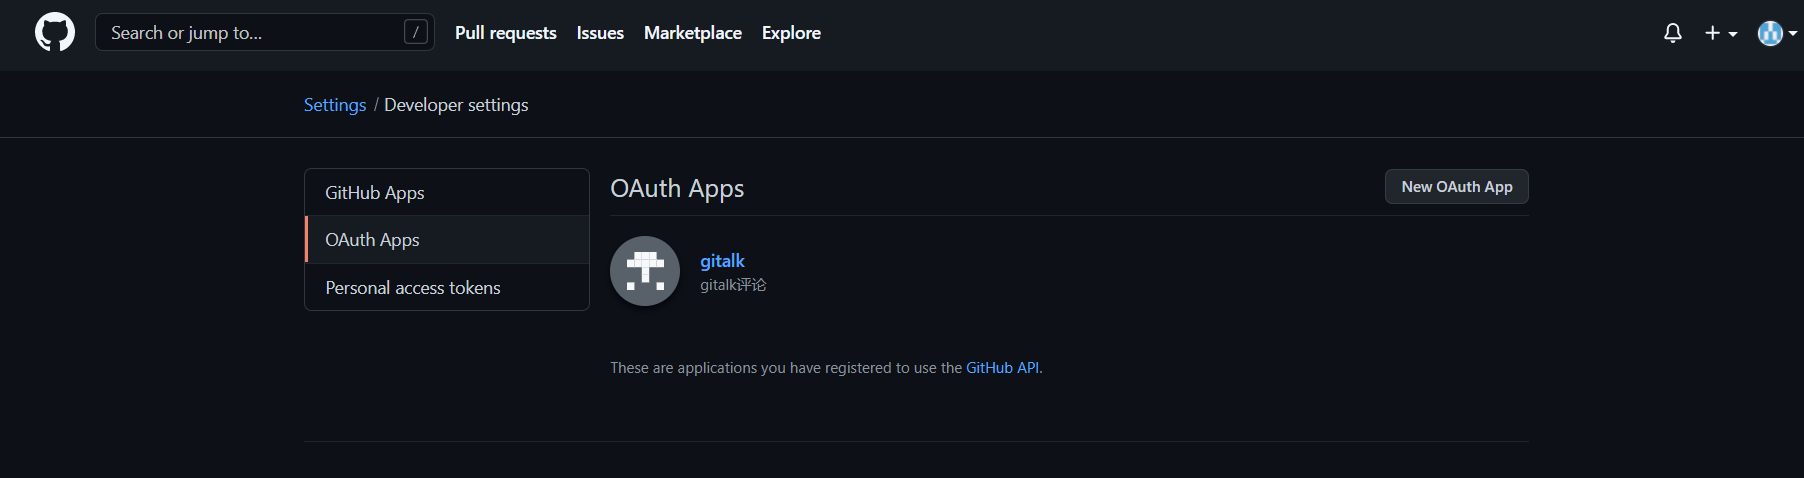 Search or jump to... /
Pull requests Issues Marketplace Explore
Settings / Developer settings
GitHub Apps
OAuth Apps
Personal access tokens
OAuth Apps
New OAuth App
gitalk
gitalk评论
These are applications you have registered to use the GitHub API.